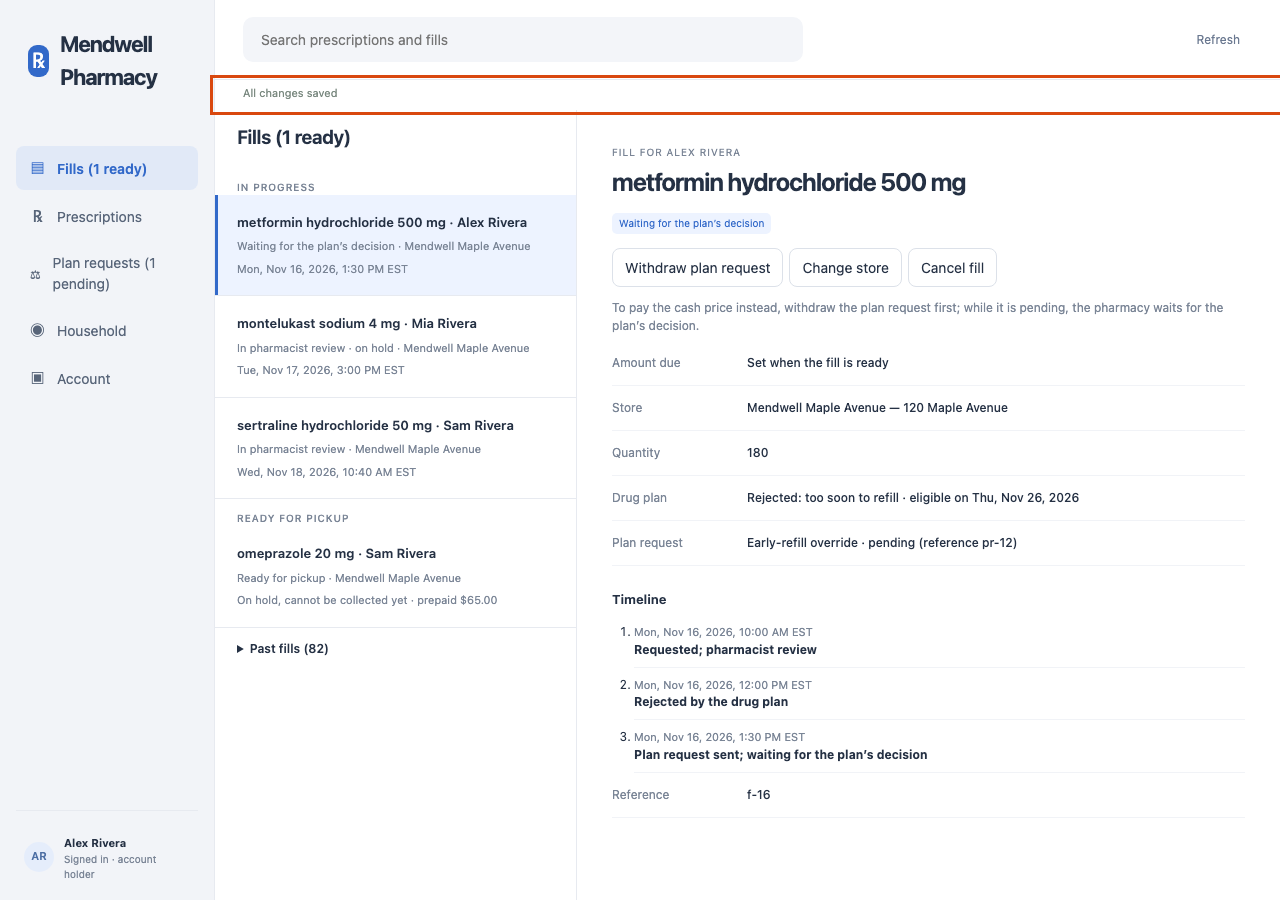 ℞ Mendwell
Pharmacy
Search prescriptions and fills
Refresh
All changes saved
Fills (1 ready)
℞ Prescriptions
Plan requests (1
pending)
Household
Account
AR
Alex Rivera
Signed in · account
holder
Fills (1 ready)
IN PROGRESS
metformin hydrochloride 500 mg · Alex Rivera
Waiting for the plan’s decision · Mendwell Maple Avenue
Mon, Nov 16, 2026, 1:30 PM EST
montelukast sodium 4 mg · Mia Rivera
In pharmacist review · on hold · Mendwell Maple Avenue
Tue, Nov 17, 2026, 3:00 PM EST
sertraline hydrochloride 50 mg · Sam Rivera
In pharmacist review · Mendwell Maple Avenue
Wed, Nov 18, 2026, 10:40 AM EST
READY FOR PICKUP
omeprazole 20 mg · Sam Rivera
Ready for pickup · Mendwell Maple Avenue
On hold, cannot be collected yet · prepaid $65.00
Past fills (82)
FILL FOR ALEX RIVERA
metformin hydrochloride 500 mg
Waiting for the plan’s decision
Withdraw plan request Change store Cancel fill
To pay the cash price instead, withdraw the plan request first; while it is pending, the pharmacy waits for the
plan’s decision.
Amount due Set when the fill is ready
Store Mendwell Maple Avenue — 120 Maple Avenue
Quantity 180
Drug plan Rejected: too soon to refill · eligible on Thu, Nov 26, 2026
Plan request Early-refill override · pending (reference pr-12)
Timeline
1. Mon, Nov 16, 2026, 10:00 AM EST
Requested; pharmacist review
2. Mon, Nov 16, 2026, 12:00 PM EST
Rejected by the drug plan
3. Mon, Nov 16, 2026, 1:30 PM EST
Plan request sent; waiting for the plan’s decision
Reference f-16